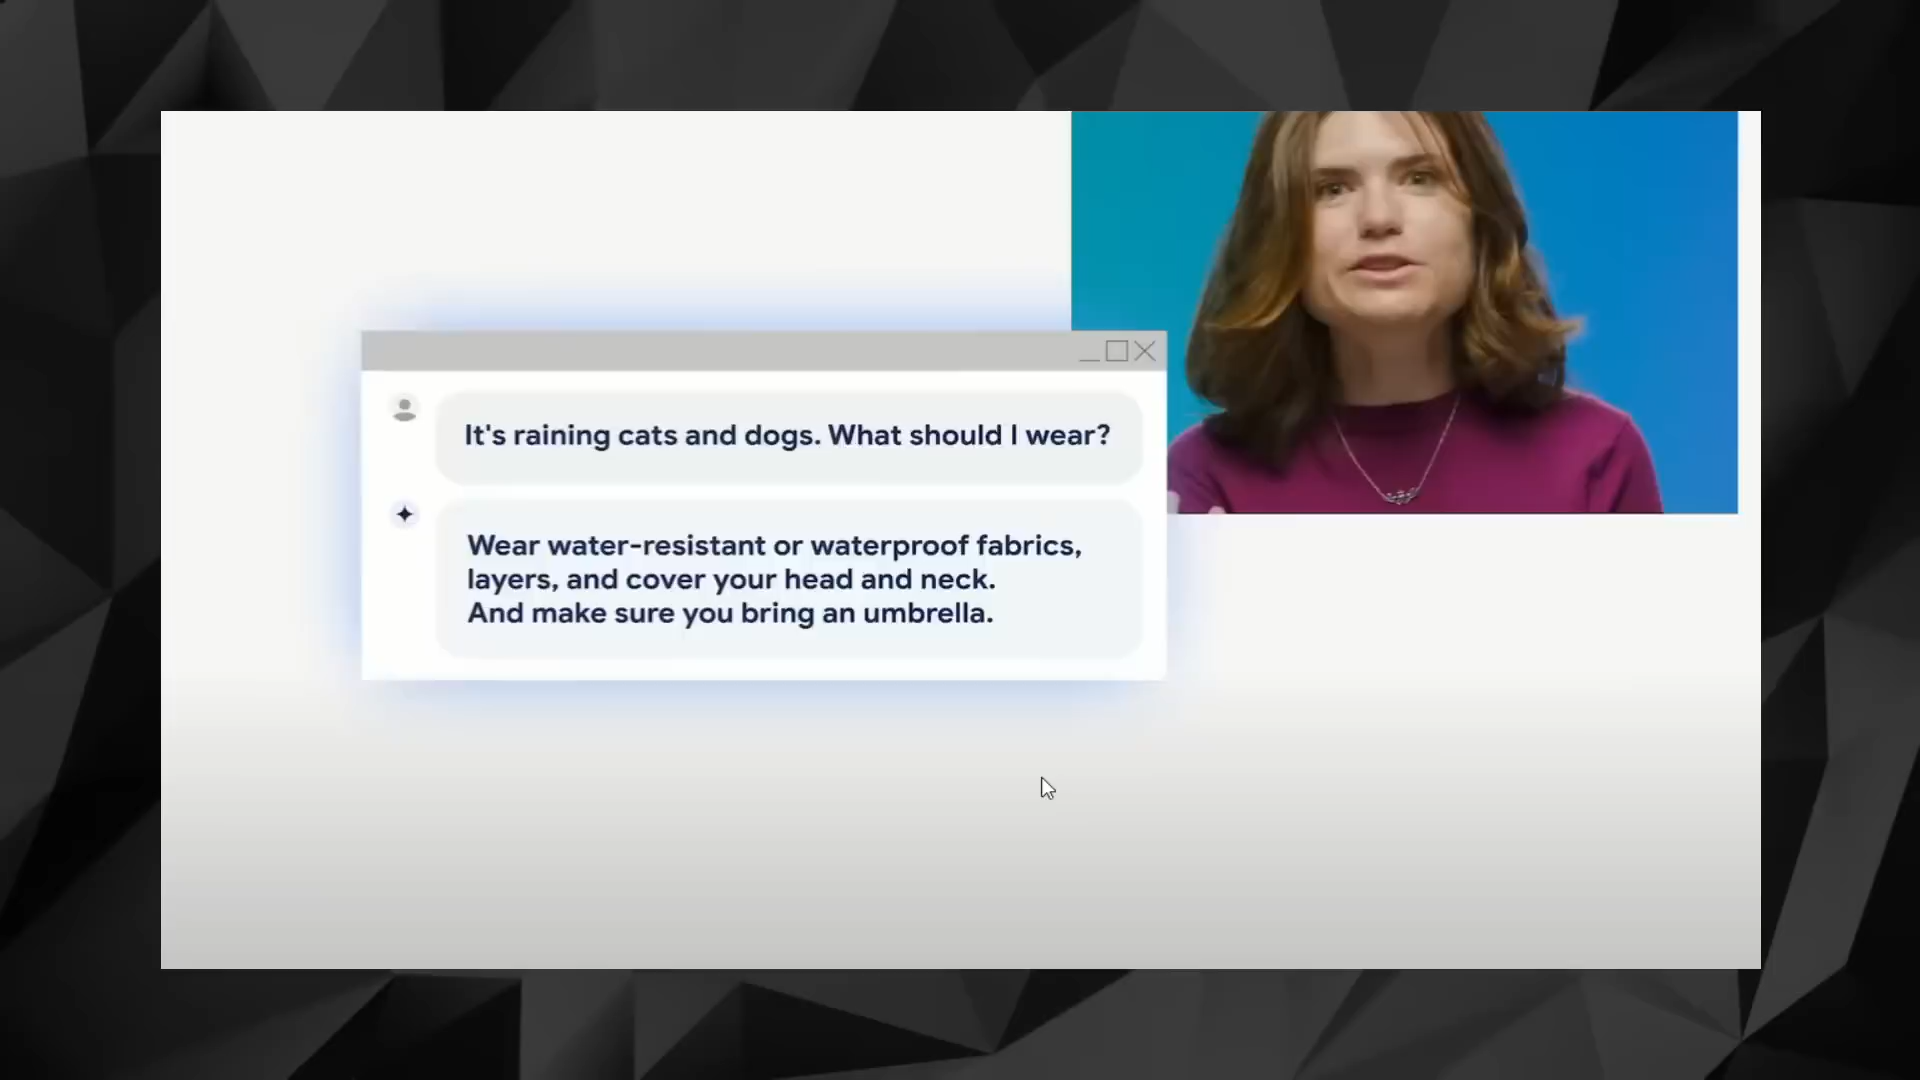 It's raining cats and dogs. What should I wear?
Wear water-resistant or waterproof fabrics,
layers, and cover your head and neck.
And make sure you bring an umbrella.